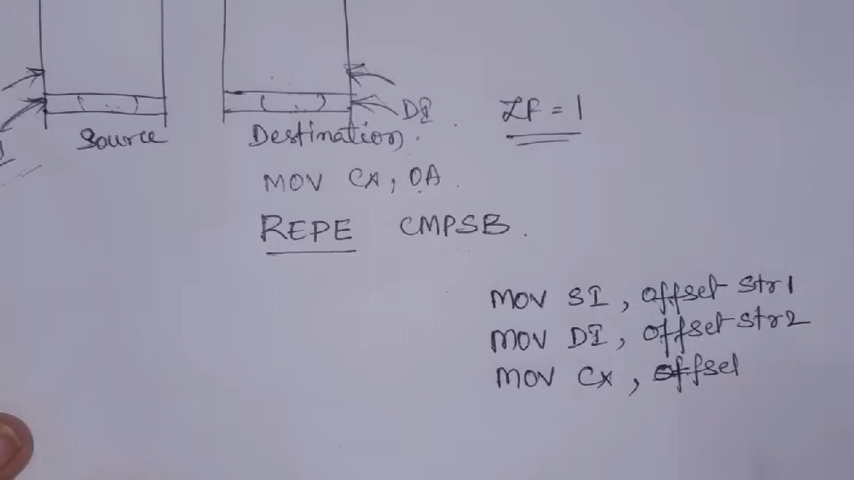 DI
ZF = 1
Source
Destination.
MOV CX, 0A.
REPE CMPSB.
MOV SI, offset str1
MOV DI, offset str2
MOV CX, offset